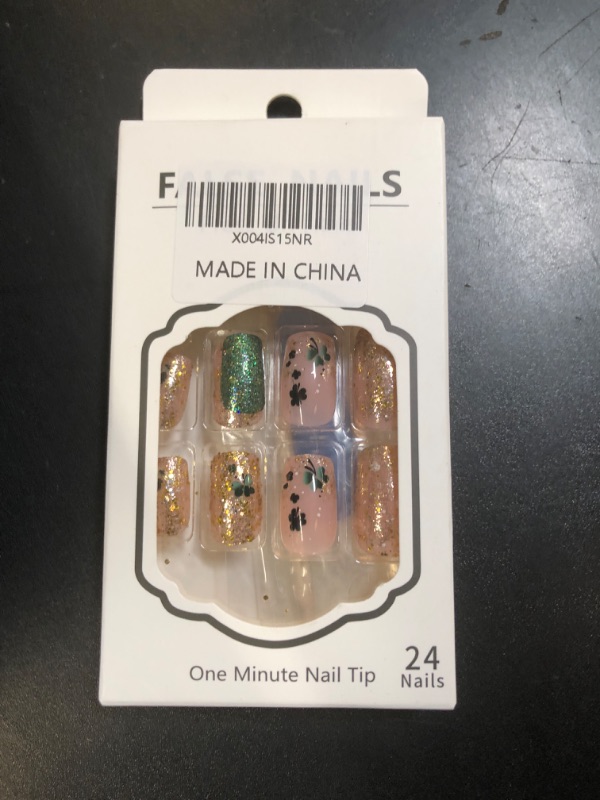 FALSE NAILS
X004IS15NR
MADE IN CHINA
One Minute Nail Tip
24
Nails